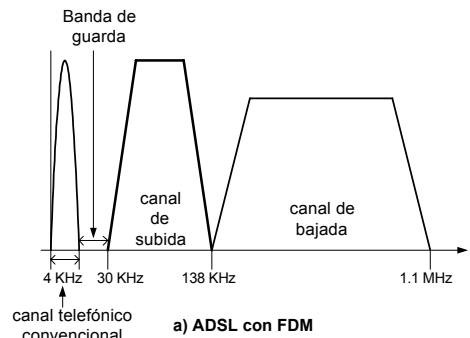 Banda de
guarda
canal
de
subida
canal de
bajada
4 KHz
30 KHz
138 KHz
1.1 MHz
canal telefónico
convencional
a) ADSL con FDM